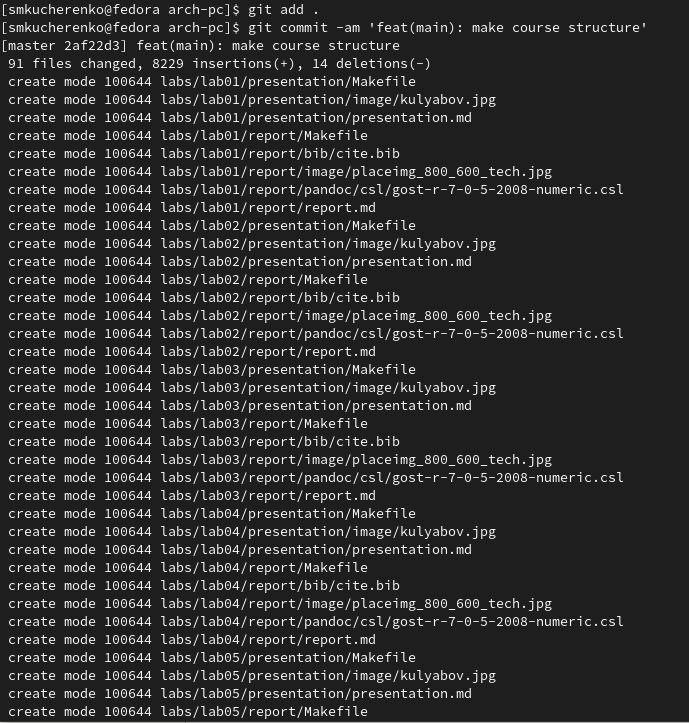 [smkucherenko@fedora arch-pc]$ git add .
[smkucherenko@fedora arch-pc]$ git commit -am 'feat(main): make course structure'
[master 2af22d3] feat(main): make course structure
 91 files changed, 8229 insertions(+), 14 deletions(-)
 create mode 100644 labs/lab01/presentation/Makefile
 create mode 100644 labs/lab01/presentation/image/kulyabov.jpg
 create mode 100644 labs/lab01/presentation/presentation.md
 create mode 100644 labs/lab01/report/Makefile
 create mode 100644 labs/lab01/report/bib/cite.bib
 create mode 100644 labs/lab01/report/image/placeimg_800_600_tech.jpg
 create mode 100644 labs/lab01/report/pandoc/csl/gost-r-7-0-5-2008-numeric.csl
 create mode 100644 labs/lab01/report/report.md
 create mode 100644 labs/lab02/presentation/Makefile
 create mode 100644 labs/lab02/presentation/image/kulyabov.jpg
 create mode 100644 labs/lab02/presentation/presentation.md
 create mode 100644 labs/lab02/report/Makefile
 create mode 100644 labs/lab02/report/bib/cite.bib
 create mode 100644 labs/lab02/report/image/placeimg_800_600_tech.jpg
 create mode 100644 labs/lab02/report/pandoc/csl/gost-r-7-0-5-2008-numeric.csl
 create mode 100644 labs/lab02/report/report.md
 create mode 100644 labs/lab03/presentation/Makefile
 create mode 100644 labs/lab03/presentation/image/kulyabov.jpg
 create mode 100644 labs/lab03/presentation/presentation.md
 create mode 100644 labs/lab03/report/Makefile
 create mode 100644 labs/lab03/report/bib/cite.bib
 create mode 100644 labs/lab03/report/image/placeimg_800_600_tech.jpg
 create mode 100644 labs/lab03/report/pandoc/csl/gost-r-7-0-5-2008-numeric.csl
 create mode 100644 labs/lab03/report/report.md
 create mode 100644 labs/lab04/presentation/Makefile
 create mode 100644 labs/lab04/presentation/image/kulyabov.jpg
 create mode 100644 labs/lab04/presentation/presentation.md
 create mode 100644 labs/lab04/report/Makefile
 create mode 100644 labs/lab04/report/bib/cite.bib
 create mode 100644 labs/lab04/report/image/placeimg_800_600_tech.jpg
 create mode 100644 labs/lab04/report/pandoc/csl/gost-r-7-0-5-2008-numeric.csl
 create mode 100644 labs/lab04/report/report.md
 create mode 100644 labs/lab05/presentation/Makefile
 create mode 100644 labs/lab05/presentation/image/kulyabov.jpg
 create mode 100644 labs/lab05/presentation/presentation.md
 create mode 100644 labs/lab05/report/Makefile